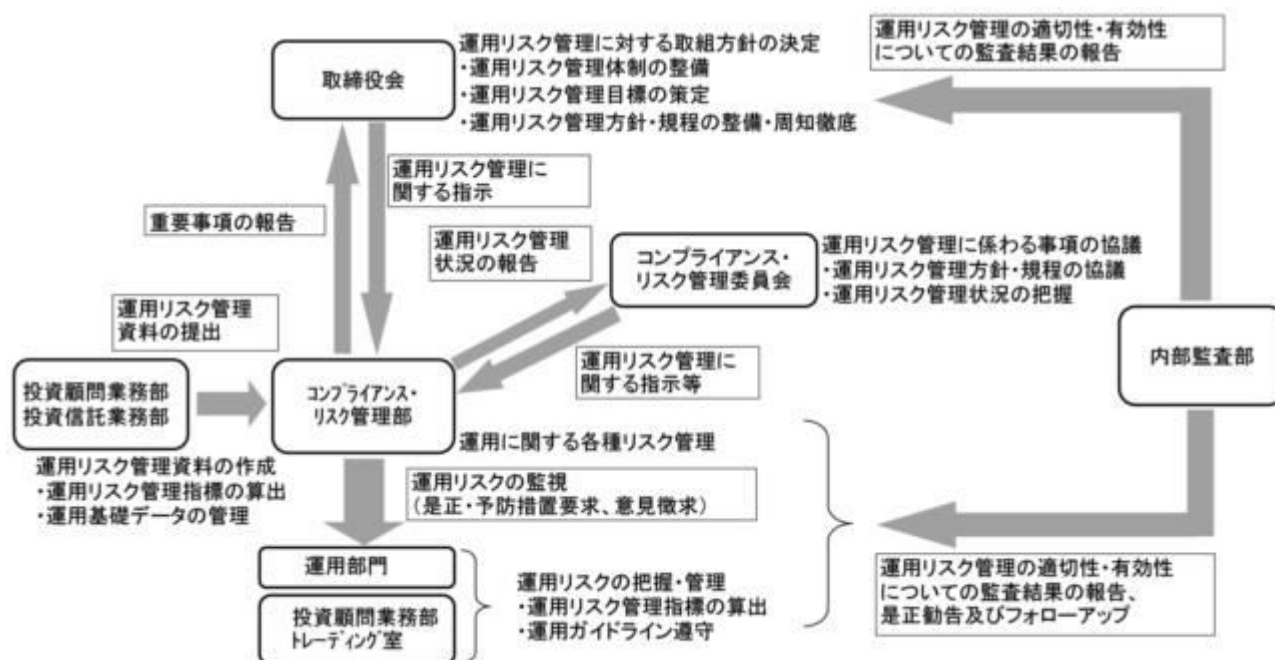 取締役会
運用リスク管理に対する取組方針の決定
・運用リスク管理体制の整備
・運用リスク管理目標の策定
・運用リスク管理方針・規程の整備・周知徹底
運用リスク管理の適切性・有効性
についての監査結果の報告
運用リスク管理に
関する指示
重要事項の報告
運用リスク管理
状況の報告
コンプライアンス・
リスク管理委員会
運用リスク管理に係わる事項の協議
・運用リスク管理方針・規程の協議
・運用リスク管理状況の把握
運用リスク管理
資料の提出
運用リスク管理に
関する指示等
内部監査部
投資顧問業務部
投資信託業務部
コンプライアンス・
リスク管理部
運用に関する各種リスク管理
運用リスク管理資料の作成
・運用リスク管理指標の算出
・運用基礎データの管理
運用リスクの監視
(是正・予防措置要求、意見徴求)
運用部門
投資顧問業務部
トレーディング室
運用リスクの把握・管理
・運用リスク管理指標の算出
・運用ガイドライン遵守
運用リスク管理の適切性・有効性
についての監査結果の報告、
是正勧告及びフォローアップ